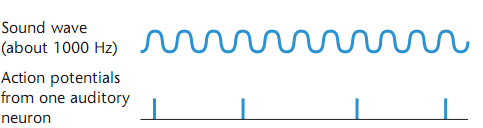 Sound wave
(about 1000 Hz)
Action potentials
from one auditory
neuron